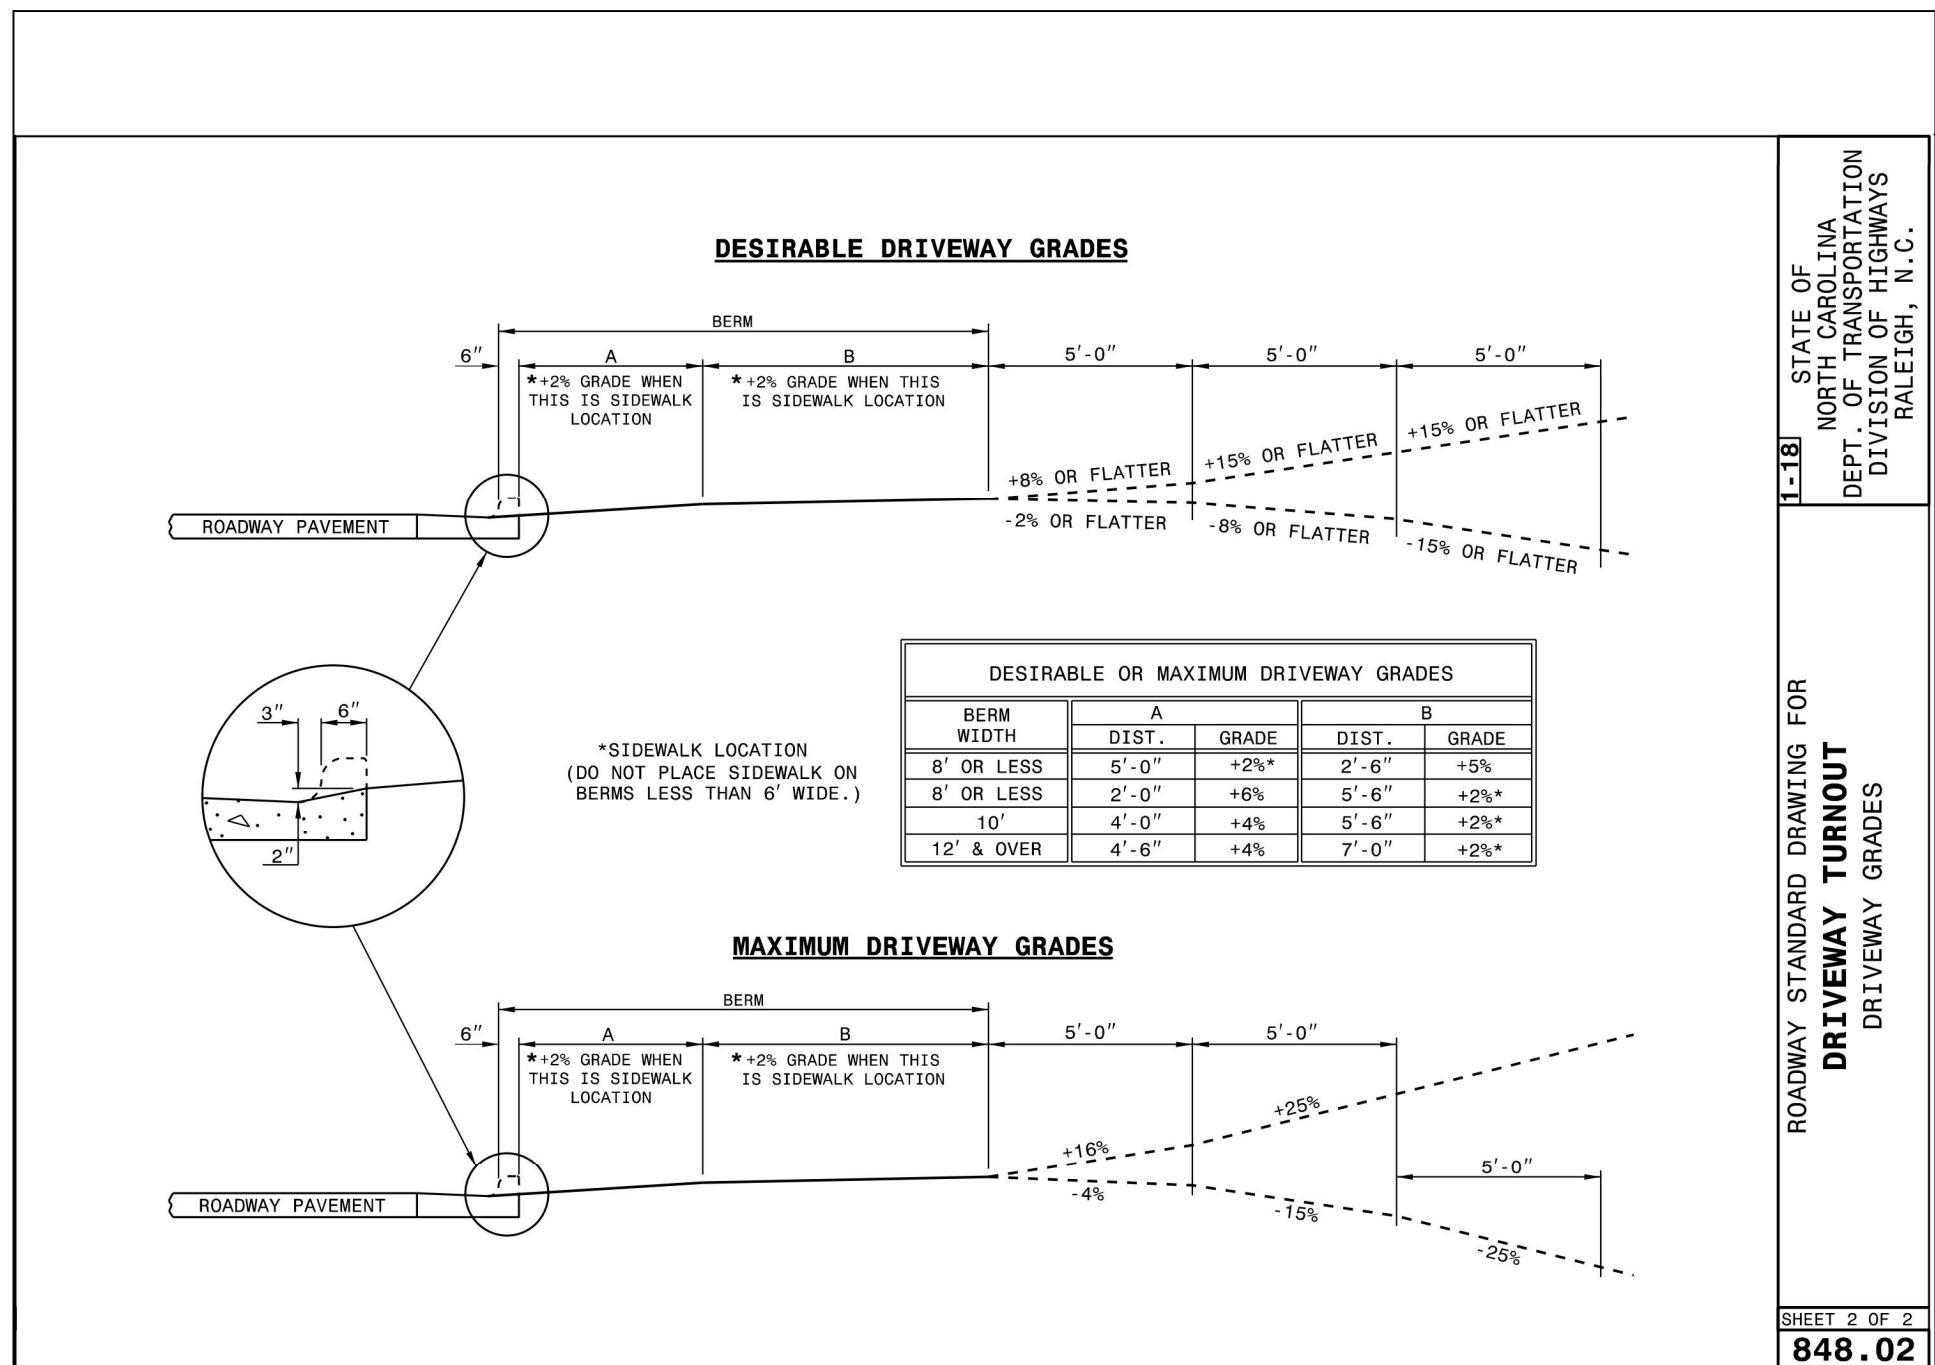 DESIRABLE DRIVEWAY GRADES
BERM
6" A B 5'-0" 5'-0" 5'-0"
*+2% GRADE WHEN
THIS IS SIDEWALK
LOCATION
*+2% GRADE WHEN THIS
IS SIDEWALK LOCATION
+8% OR FLATTER
+15% OR FLATTER
+15% OR FLATTER
-2% OR FLATTER
-8% OR FLATTER
-15% OR FLATTER
ROADWAY PAVEMENT
3" 6"
2"
*SIDEWALK LOCATION
(DO NOT PLACE SIDEWALK ON
BERMS LESS THAN 6' WIDE.)
DESIRABLE OR MAXIMUM DRIVEWAY GRADES
BERM
WIDTH
A B
DIST. GRADE DIST. GRADE
8' OR LESS 5'-0" +2%* 2'-6" +5%
8' OR LESS 2'-0" +6% 5'-6" +2%*
10' 4'-0" +4% 5'-6" +2%*
12' & OVER 4'-6" +4% 7'-0" +2%*
MAXIMUM DRIVEWAY GRADES
BERM
6" A B 5'-0" 5'-0"
*+2% GRADE WHEN
THIS IS SIDEWALK
LOCATION
*+2% GRADE WHEN THIS
IS SIDEWALK LOCATION
+16%
+25%
-4%
-15%
5'-0"
-25%
ROADWAY PAVEMENT
1-18
STATE OF
NORTH CAROLINA
DEPT. OF TRANSPORTATION
DIVISION OF HIGHWAYS
RALEIGH, N.C.
ROADWAY STANDARD DRAWING FOR
DRIVEWAY TURNOUT
DRIVEWAY GRADES
SHEET 2 OF 2
848.02